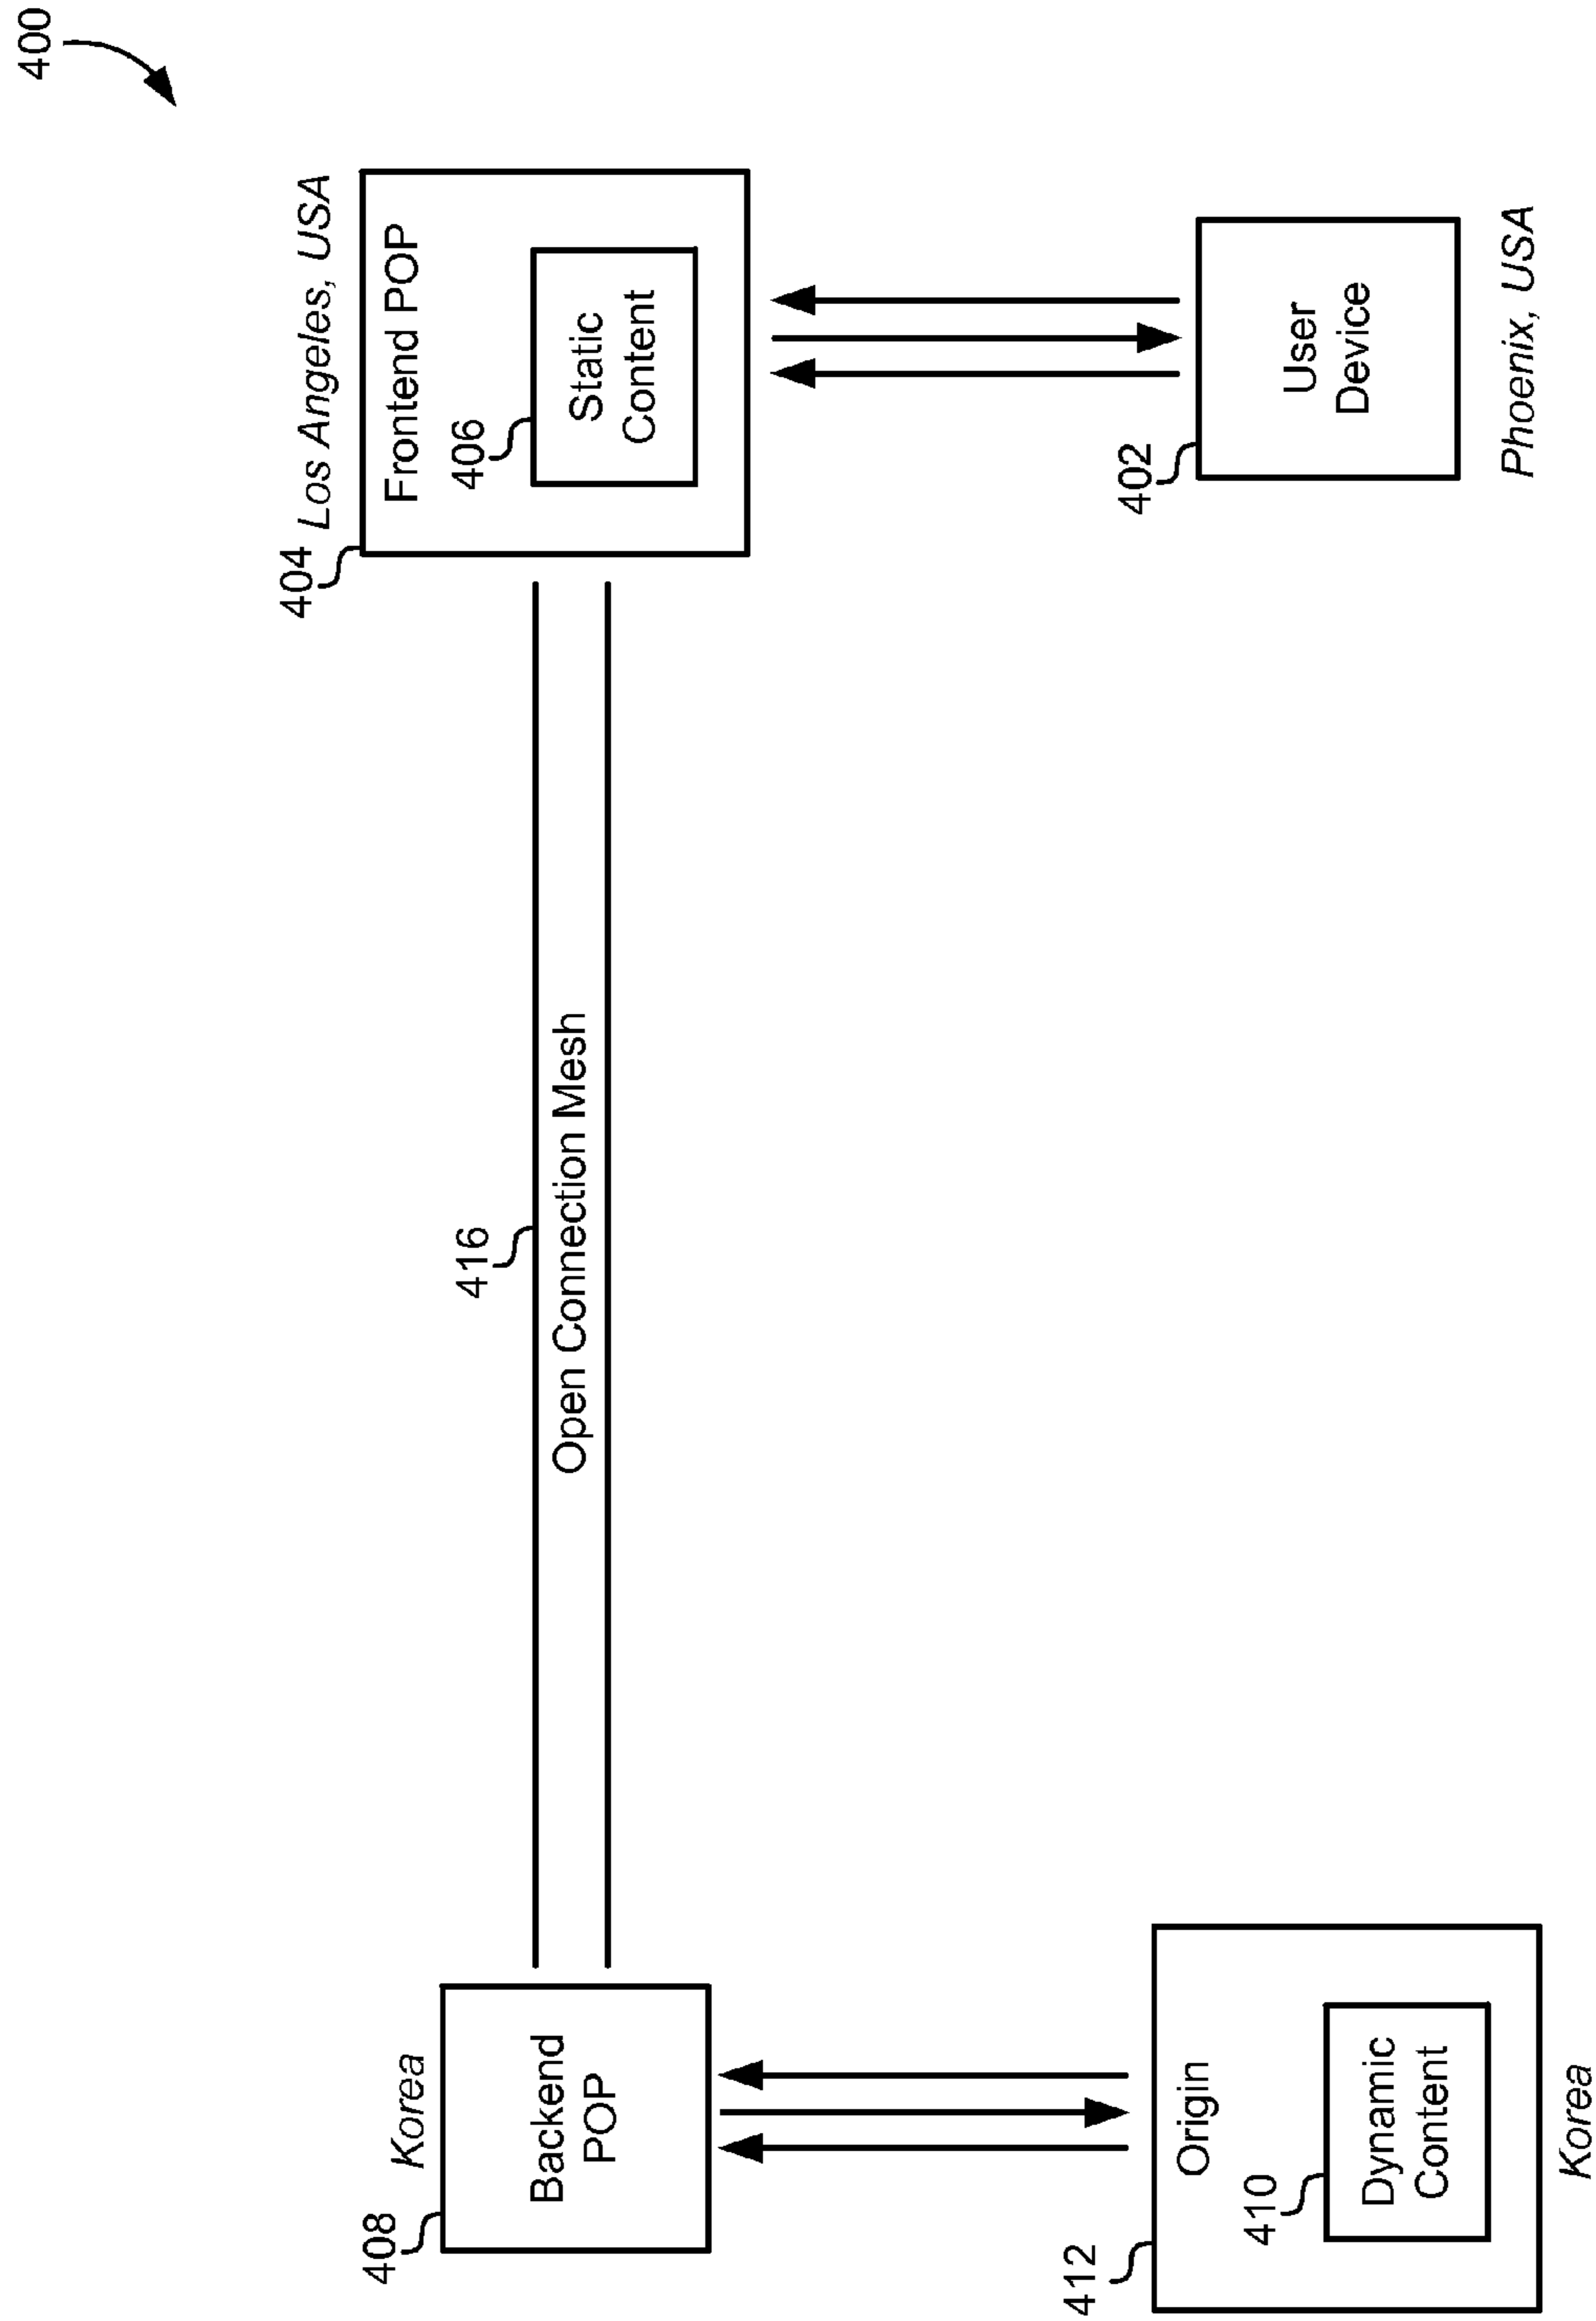 400
Korea
408
Backend
POP
416
Open Connection Mesh
404
Los Angeles, USA
Frontend POP
406
Static
Content
412
Origin
410
Dynamic
Content
Korea
402
User
Device
Phoenix, USA